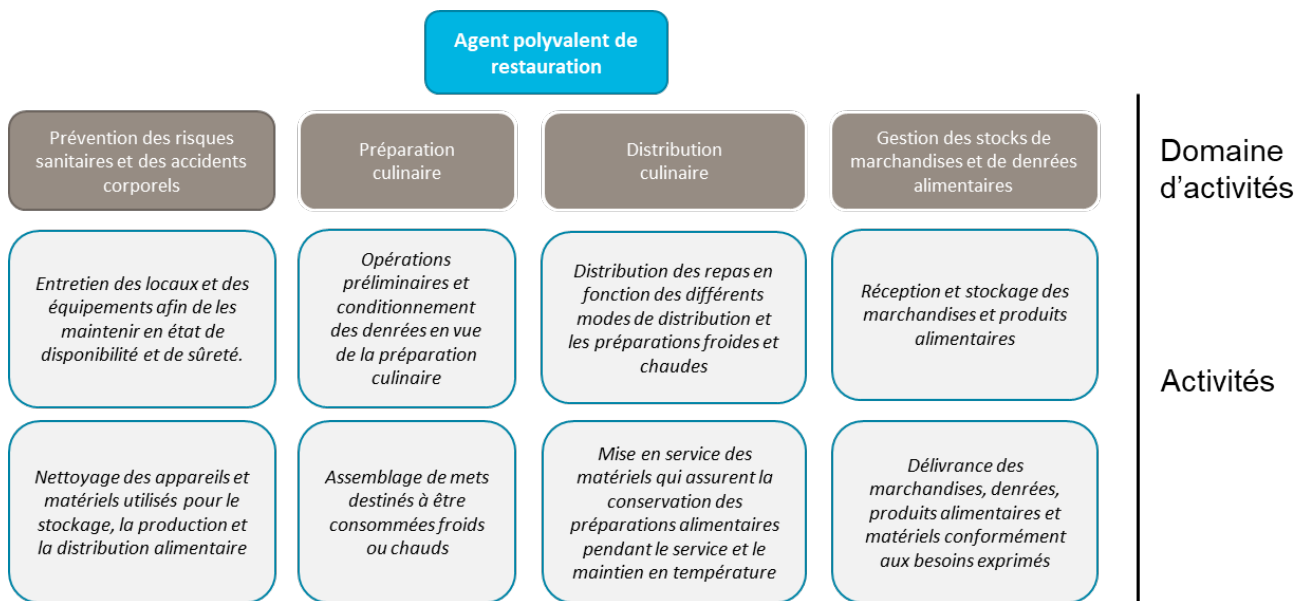 Agent polyvalent de
restauration
Prévention des risques
sanitaires et des accidents
corporels
Préparation
culinaire
Distribution
culinaire
Gestion des stocks de
marchandises et de denrées
alimentaires
Domaine
d’activités
Entretien des locaux et des
équipements afin de les
maintenir en état de
disponibilité et de sûreté.
Opérations
préliminaires et
conditionnement
des denrées en vue
de la préparation
culinaire
Distribution des repas en
fonction des différents
modes de distribution et
les préparations froides et
chaudes
Réception et stockage des
marchandises et produits
alimentaires
Activités
Nettoyage des appareils et
matériels utilisés pour le
stockage, la production et
la distribution alimentaire
Assemblage de mets
destinés à être
consommées froids
ou chauds
Mise en service des
matériels qui assurent la
conservation des
préparations alimentaires
pendant le service et le
maintien en température
Délivrance des
marchandises, denrées,
produits alimentaires et
matériels conformément
aux besoins exprimés